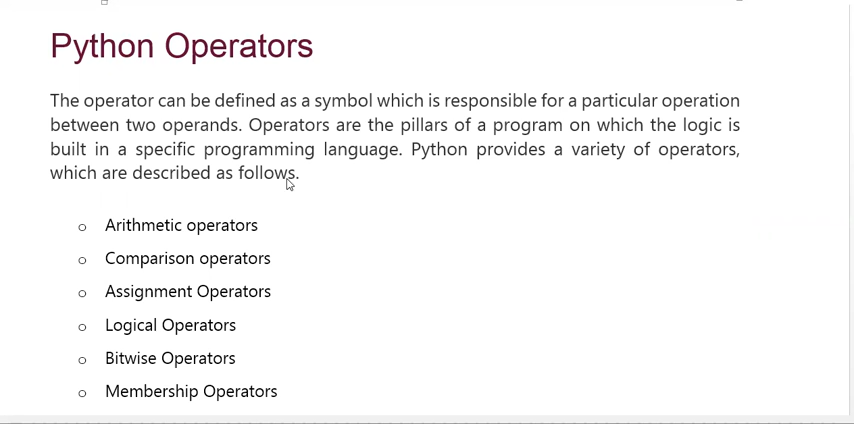 Python Operators
The operator can be defined as a symbol which is responsible for a particular operation
between two operands. Operators are the pillars of a program on which the logic is
built in a specific programming language. Python provides a variety of operators,
which are described as follows.
o Arithmetic operators
o Comparison operators
o Assignment Operators
o Logical Operators
o Bitwise Operators
o Membership Operators